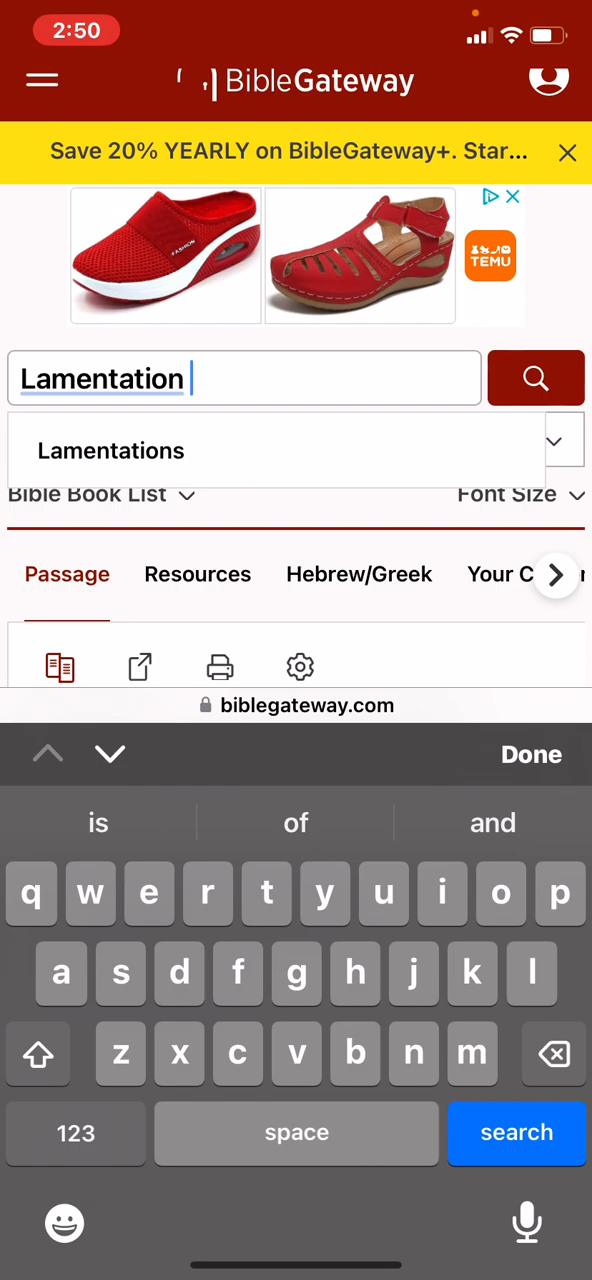 2:50
BibleGateway
Save 20% YEARLY on BibleGateway+. Star...
FASHION
TEMU
Lamentation
Lamentations
Bible Book List
Font Size
Passage Resources Hebrew/Greek Your C
biblegateway.com
Done
is of and
q w e r t y u i o p
a s d f g h j k l
z x c v b n m
123 space search